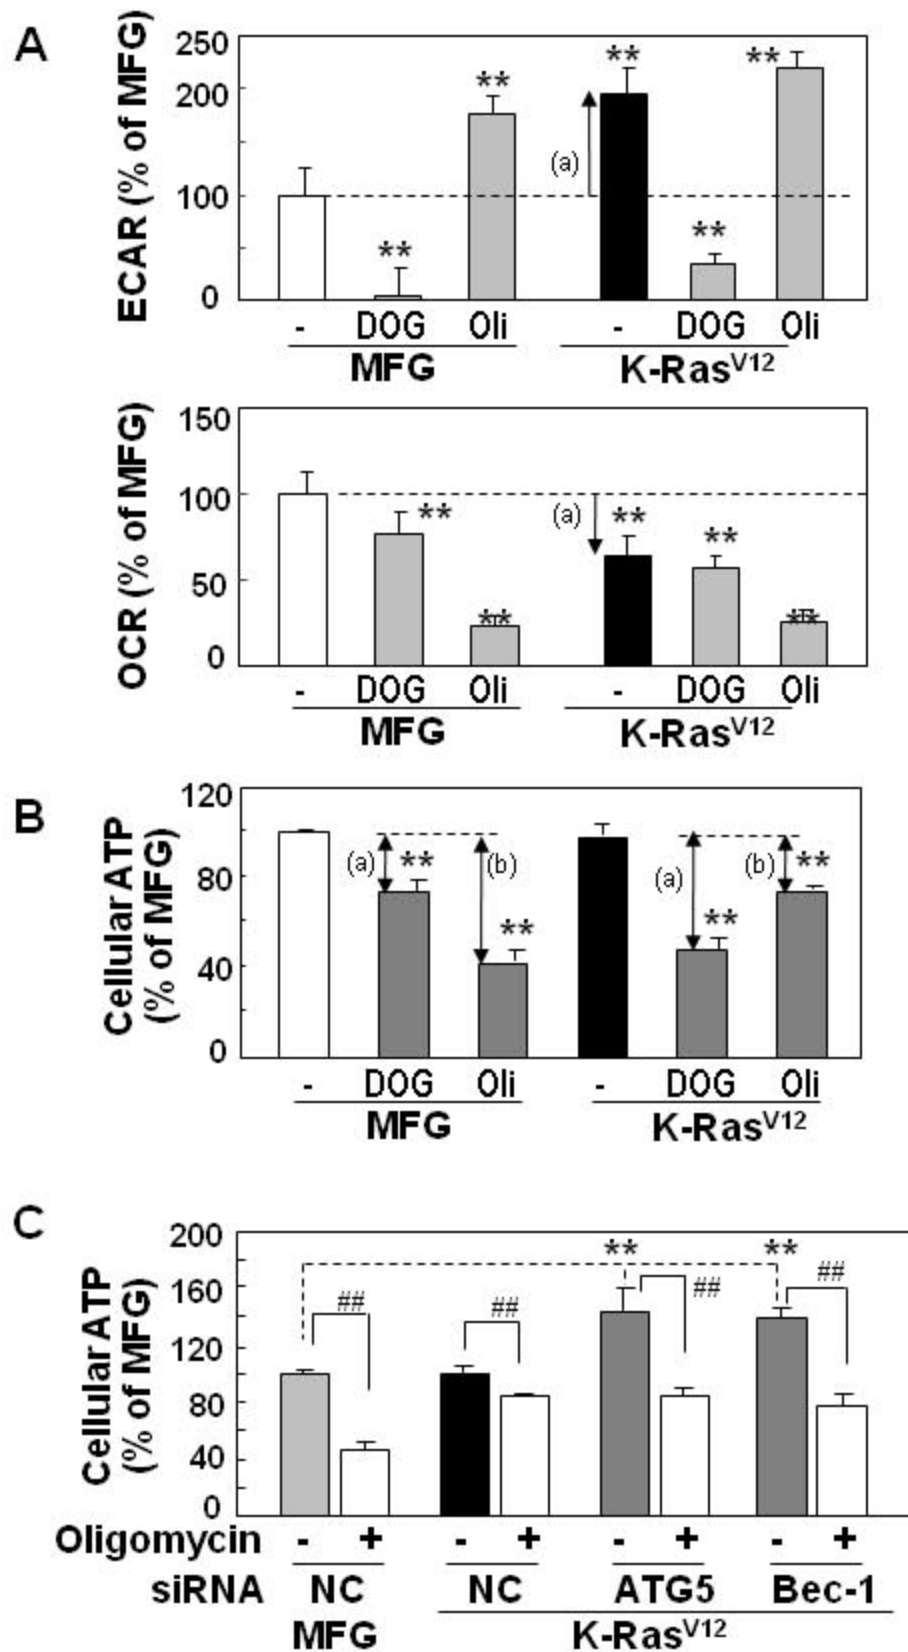 A
ECAR (% of MFG)
250
200
100
0
**
**
**
**
**
(a)
- DOG Oli - DOG Oli
MFG K-RasV12
OCR (% of MFG)
150
100
50
0
**
**
**
**
**
(a)
- DOG Oli - DOG Oli
MFG K-RasV12
B
Cellular ATP
(% of MFG)
120
80
40
0
(a) ** (b) (a) (b) **
** **
- DOG Oli - DOG Oli
MFG K-RasV12
C
Cellular ATP
(% of MFG)
200
160
120
80
40
0
** **
## ## ## ##
Oligomycin - + - + - + - +
siRNA NC NC ATG5 Bec-1
MFG K-RasV12